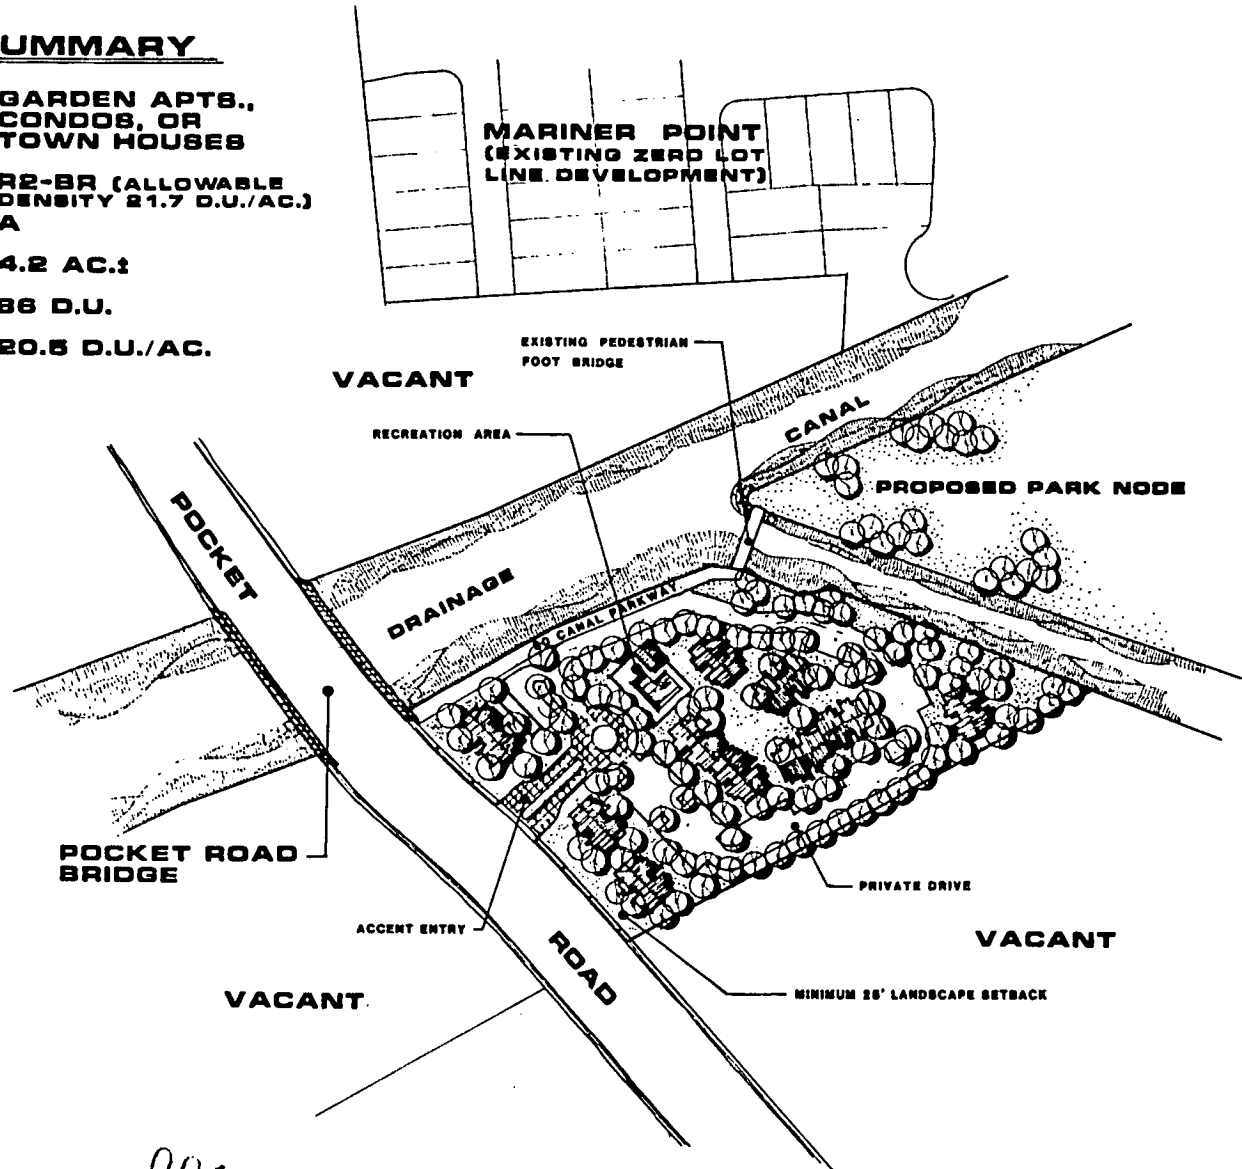 UMMARY
GARDEN APTS.,
CONDOS, OR
TOWN HOUSES
R2-BR (ALLOWABLE
DENSITY 21.7 D.U./AC.)
A
4.2 AC.±
86 D.U.
20.5 D.U./AC.
MARINER POINT
(EXISTING ZERO LOT
LINE DEVELOPMENT)
EXISTING PEDESTRIAN
FOOT BRIDGE
VACANT
RECREATION AREA
CANAL
PROPOSED PARK NODE
POCKET
DRAINAGE
CANAL PARKWAY
POCKET ROAD
BRIDGE
PRIVATE DRIVE
ACCENT ENTRY
VACANT
ROAD
VACANT
MINIMUM 25' LANDSCAPE SETBACK